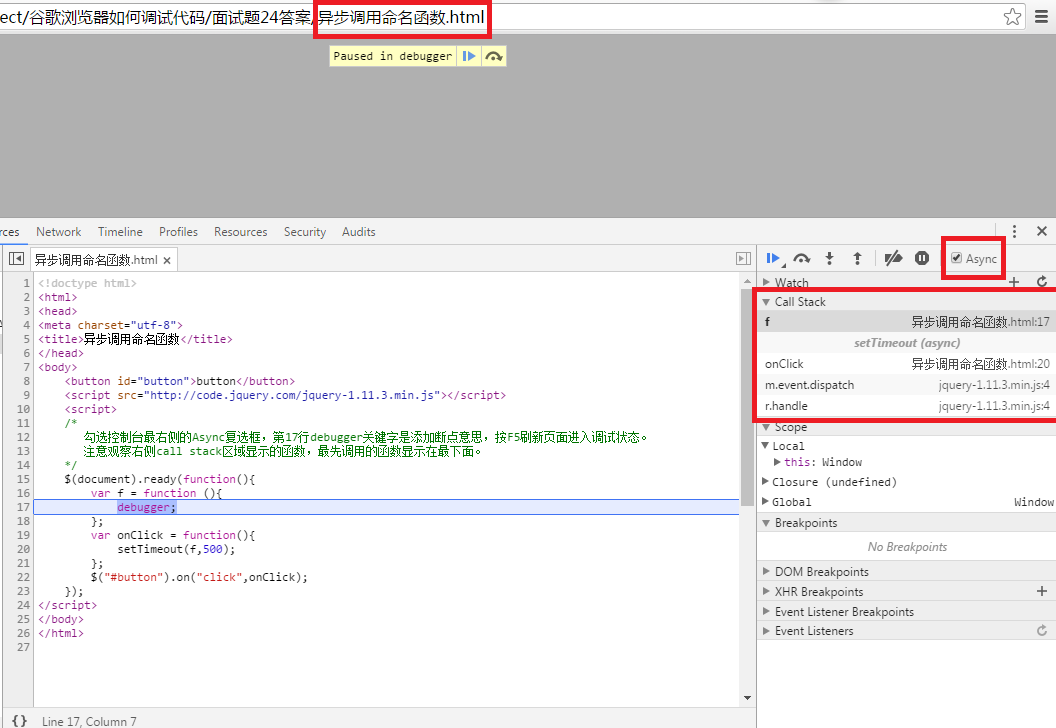 ect/谷歌浏览器如何调试代码/面试题24答案/异步调用命名函数.html
Paused in debugger
rces Network Timeline Profiles Resources Security Audits
异步调用命名函数.html ×
Async
1 <!doctype html>
2 <html>
3 <head>
4 <meta charset="utf-8">
5 <title>异步调用命名函数</title>
6 </head>
7 <body>
8 <button id="button">button</button>
9 <script src="http://code.jquery.com/jquery-1.11.3.min.js"></script>
10 <script>
11 /*
12 勾选控制台最右侧的Async复选框，第17行debugger关键字是添加断点意思，按F5刷新页面进入调试状态。
13 注意观察右侧call stack区域显示的函数，最先调用的函数显示在最下面。
14 */
15 $(document).ready(function(){
16 var f = function (){
17 debugger;
18 };
19 var onClick = function(){
20 setTimeout(f,500);
21 };
22 $("#button").on("click",onClick);
23 });
24 </script>
25 </body>
26 </html>
27
Watch
Call Stack
f 异步调用命名函数.html:17
setTimeout (async)
onClick 异步调用命名函数.html:20
m.event.dispatch jquery-1.11.3.min.js:4
r.handle jquery-1.11.3.min.js:4
Scope
Local
this: Window
Closure (undefined)
Global Window
Breakpoints
No Breakpoints
DOM Breakpoints
XHR Breakpoints
Event Listener Breakpoints
Event Listeners
{} Line 17, Column 7